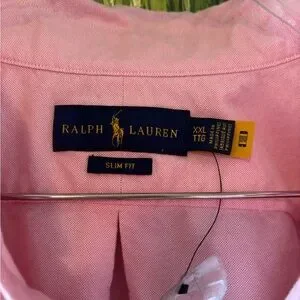 RALPH LAUREN
XXL
TTG
SLIM FIT